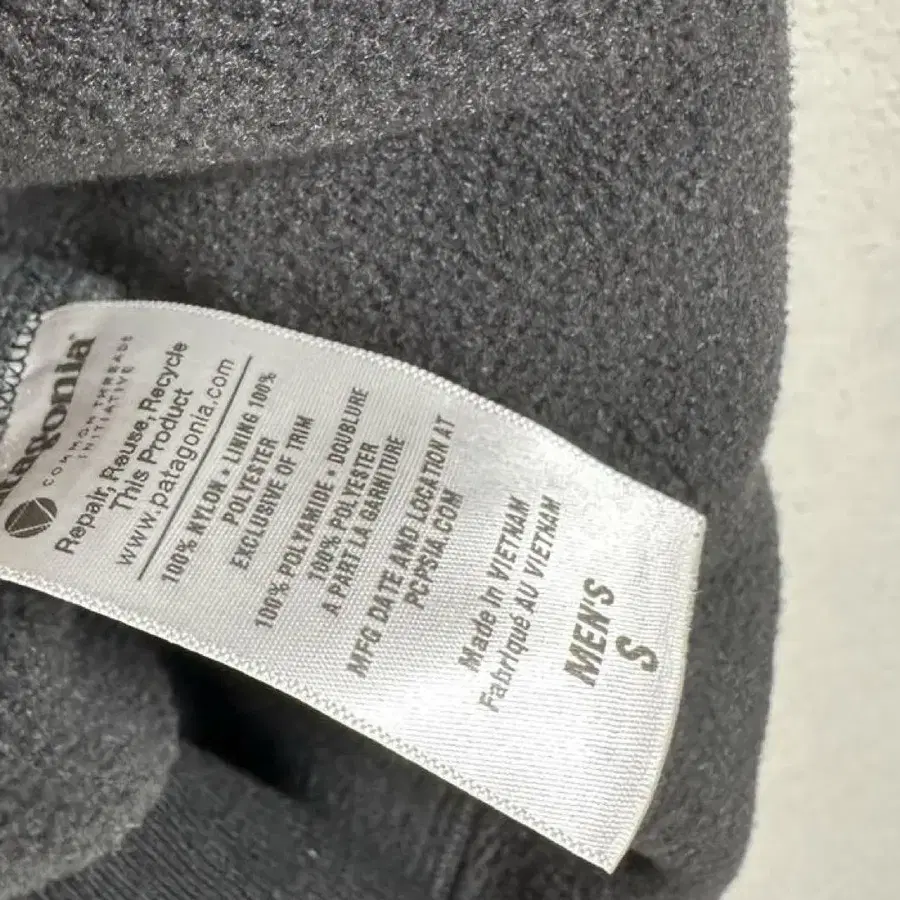 patagonia®
COMMON THREADS
INITIATIVE
Repair, Reuse, Recycle
This Product
www.patagonia.com
100% NYLON • LINING 100%
POLYESTER
EXCLUSIVE OF TRIM
100% POLYAMIDE • DOUBLURE
100% POLYESTER
A PART LA GARNITURE
MFG DATE AND LOCATION AT
PGPSIA.COM
Made in VIETNAM
Fabriqué AU VIETNAM
MEN'S
S